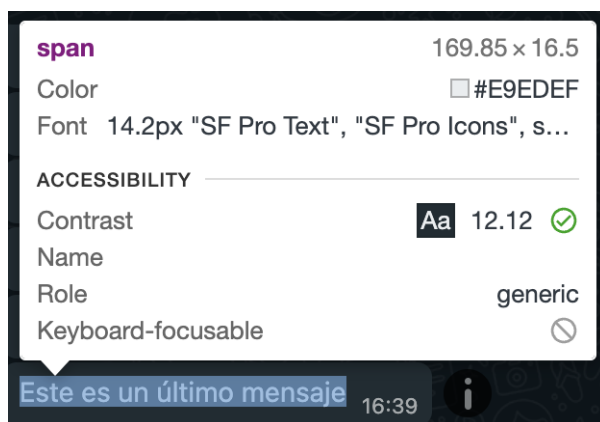 span 169.85 × 16.5
Color #E9EDEF
Font 14.2px "SF Pro Text", "SF Pro Icons", s…
ACCESSIBILITY
Contrast Aa 12.12
Name
Role generic
Keyboard-focusable
Este es un último mensaje 16:39
i